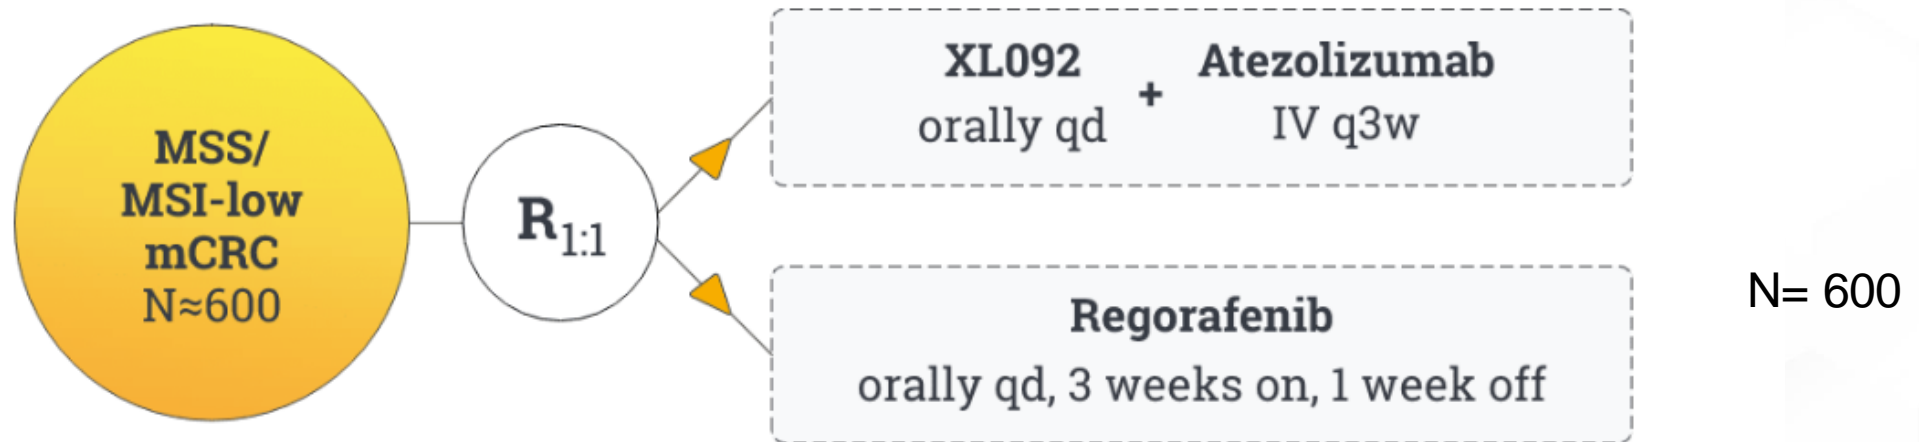 MSS/
MSI-low
mCRC
N≈600
R1:1
XL092 + Atezolizumab
orally qd IV q3w
Regorafenib
orally qd, 3 weeks on, 1 week off
N= 600